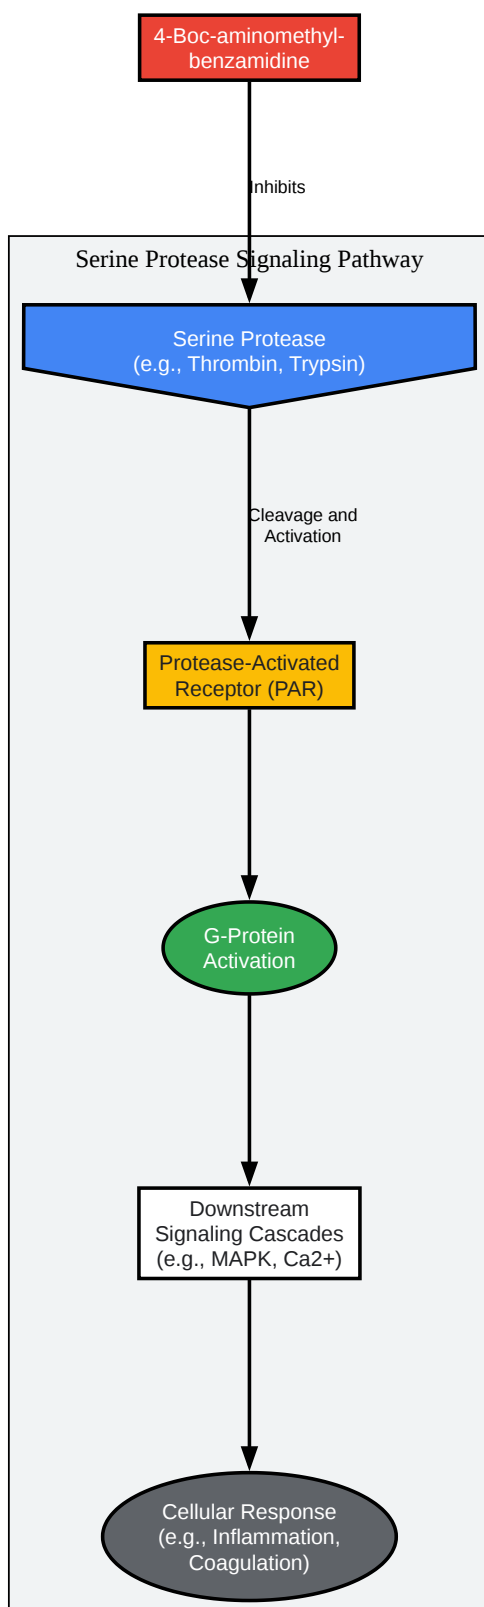 4-Boc-aminomethyl-
benzamidine
Inhibits
Serine Protease Signaling Pathway
Serine Protease
(e.g., Thrombin, Trypsin)
Cleavage and
Activation
Protease-Activated
Receptor (PAR)
G-Protein
Activation
Downstream
Signaling Cascades
(e.g., MAPK, Ca2+)
Cellular Response
(e.g., Inflammation,
Coagulation)